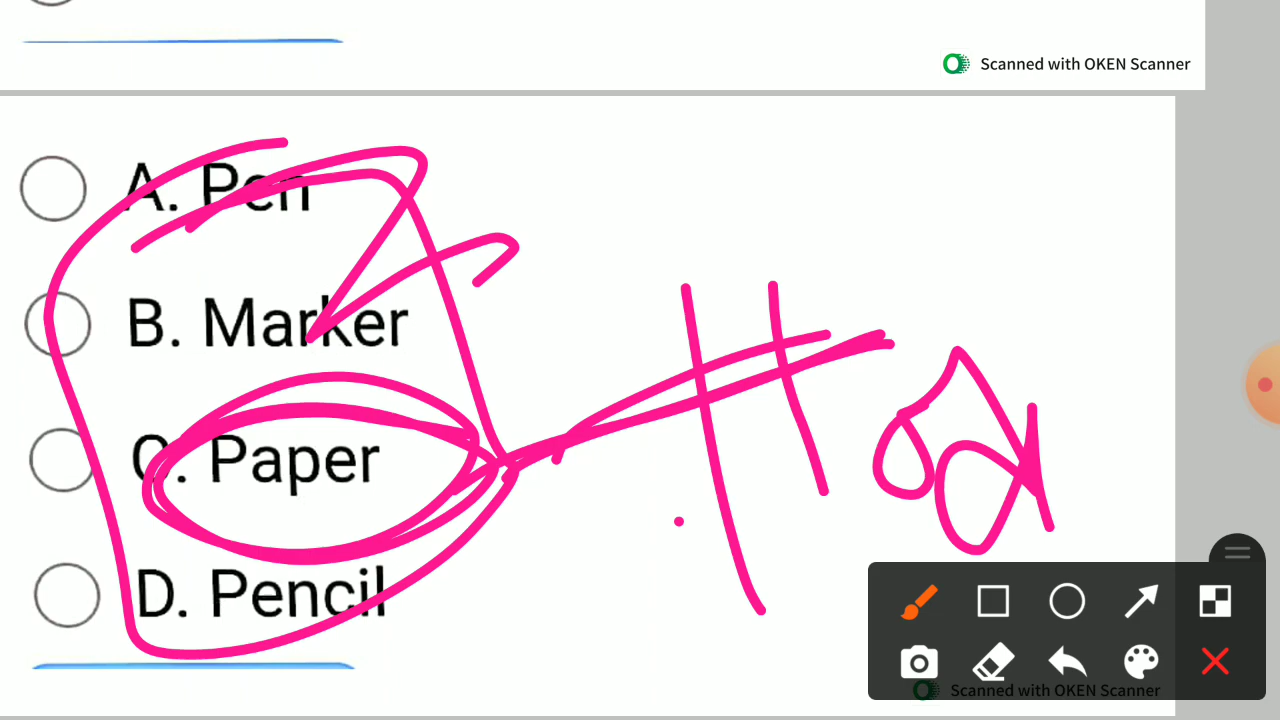 Scanned with OKEN Scanner
A. Pen
B. Marker
C. Paper
D. Pencil
Scanned with OKEN Scanner